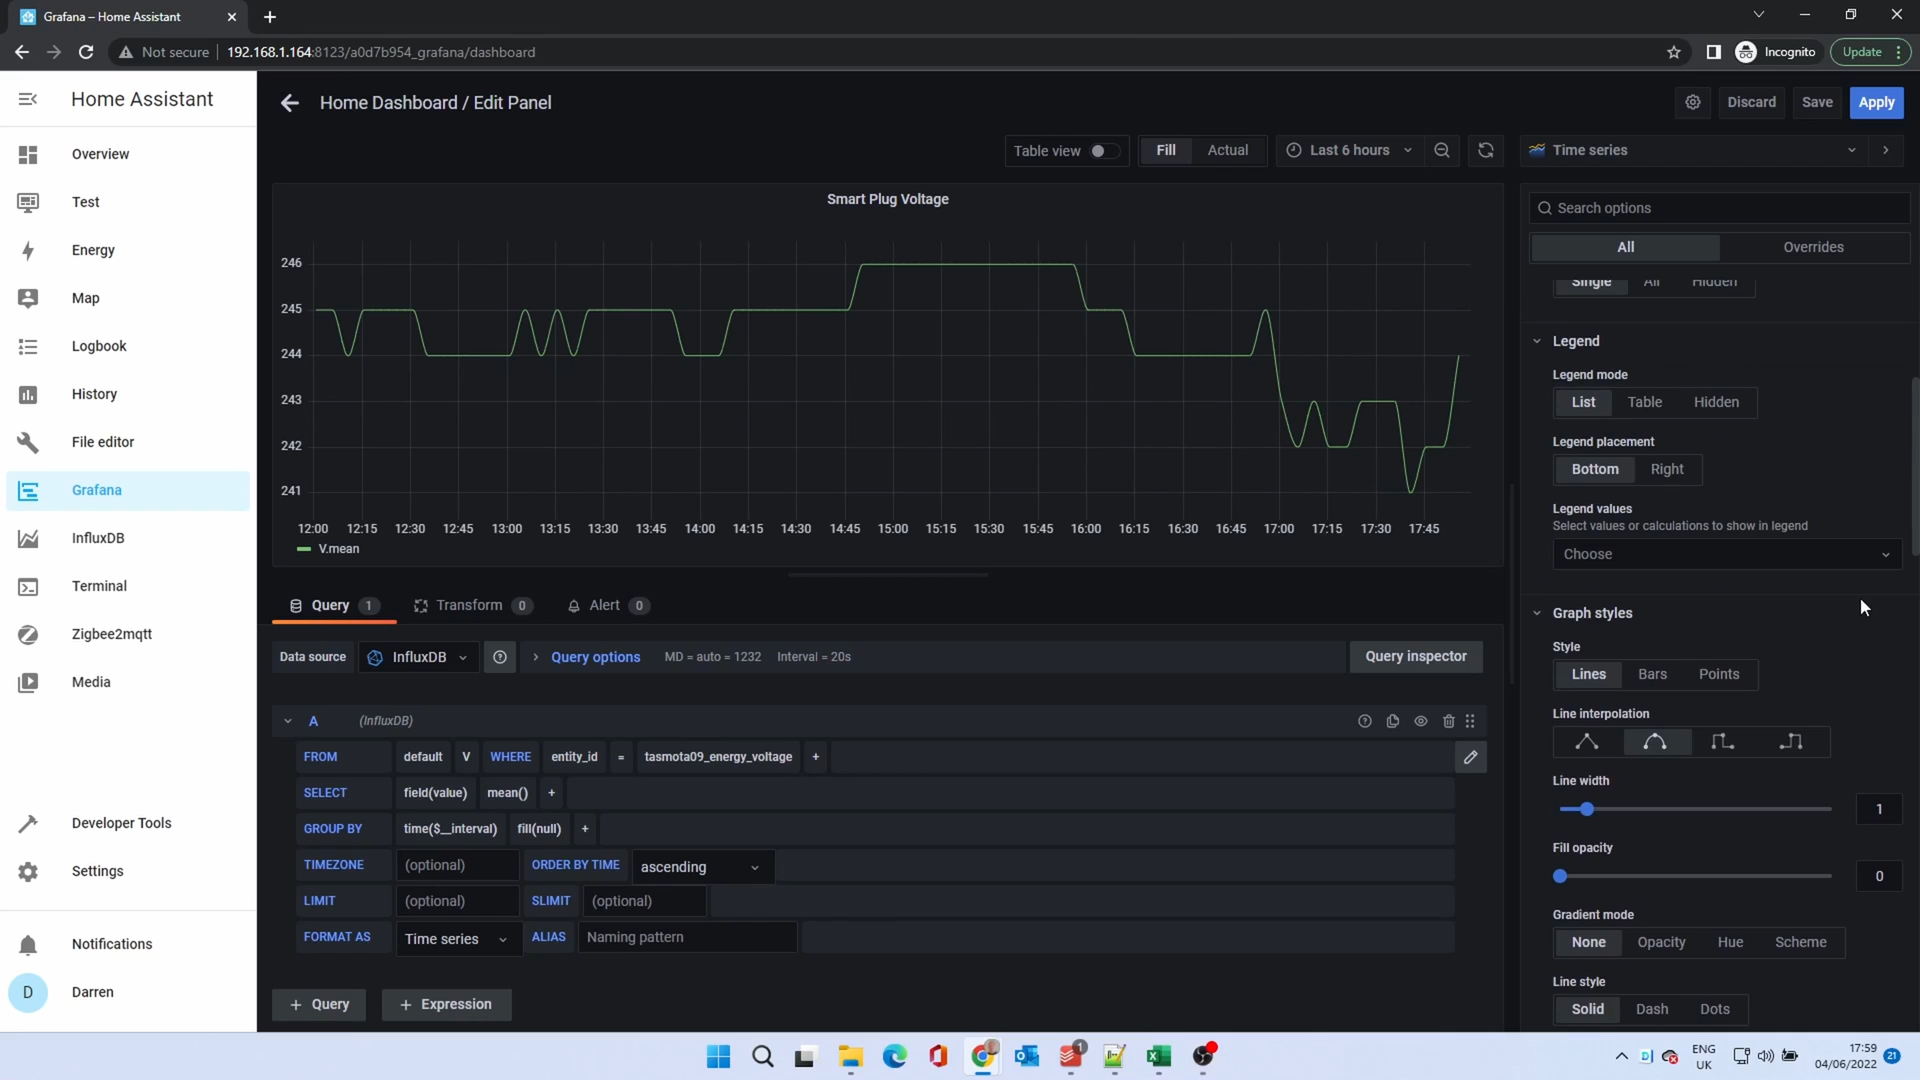 Grafana – Home Assistant
Not secure
192.168.1.164:8123/a0d7b954_grafana/dashboard
Incognito
Update
Home Assistant
Overview
Test
Energy
Map
Logbook
History
File editor
Grafana
InfluxDB
Terminal
Zigbee2mqtt
Media
Developer Tools
Settings
Notifications
D
Darren
Home Dashboard / Edit Panel
Discard
Save
Apply
Table view
Fill
Actual
Last 6 hours
Time series
Smart Plug Voltage
246
245
244
243
242
241
12:00 12:15 12:30 12:45 13:00 13:15 13:30 13:45 14:00 14:15 14:30 14:45 15:00 15:15 15:30 15:45 16:00 16:15 16:30 16:45 17:00 17:15 17:30 17:45
V.mean
Query 1
Transform 0
Alert 0
Data source
InfluxDB
Query options
MD = auto = 1232
Interval = 20s
Query inspector
A
(InfluxDB)
FROM default V WHERE entity_id = tasmota09_energy_voltage +
SELECT field(value) mean() +
GROUP BY time($__interval) fill(null) +
TIMEZONE (optional) ORDER BY TIME ascending
LIMIT (optional) SLIMIT (optional)
FORMAT AS Time series ALIAS Naming pattern
+ Query
+ Expression
Search options
All
Overrides
Single All Hidden
Legend
Legend mode
List Table Hidden
Legend placement
Bottom Right
Legend values
Select values or calculations to show in legend
Choose
Graph styles
Style
Lines Bars Points
Line interpolation
Line width
1
Fill opacity
0
Gradient mode
None Opacity Hue Scheme
Line style
Solid Dash Dots
1
ENG
UK
17:59
04/06/2022
21